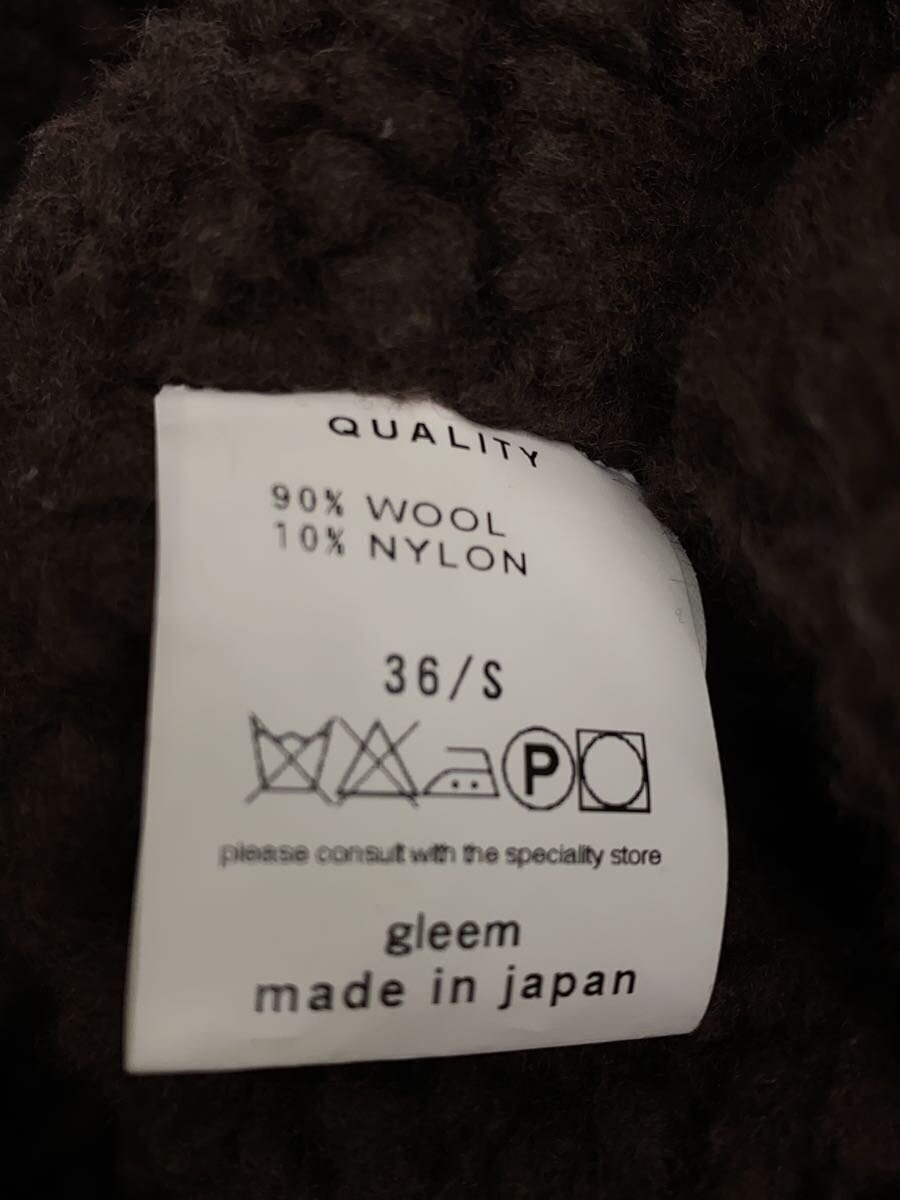 QUALITY
90% WOOL
10% NYLON
36/S
P
please consult with the speciality store
gleem
made in japan